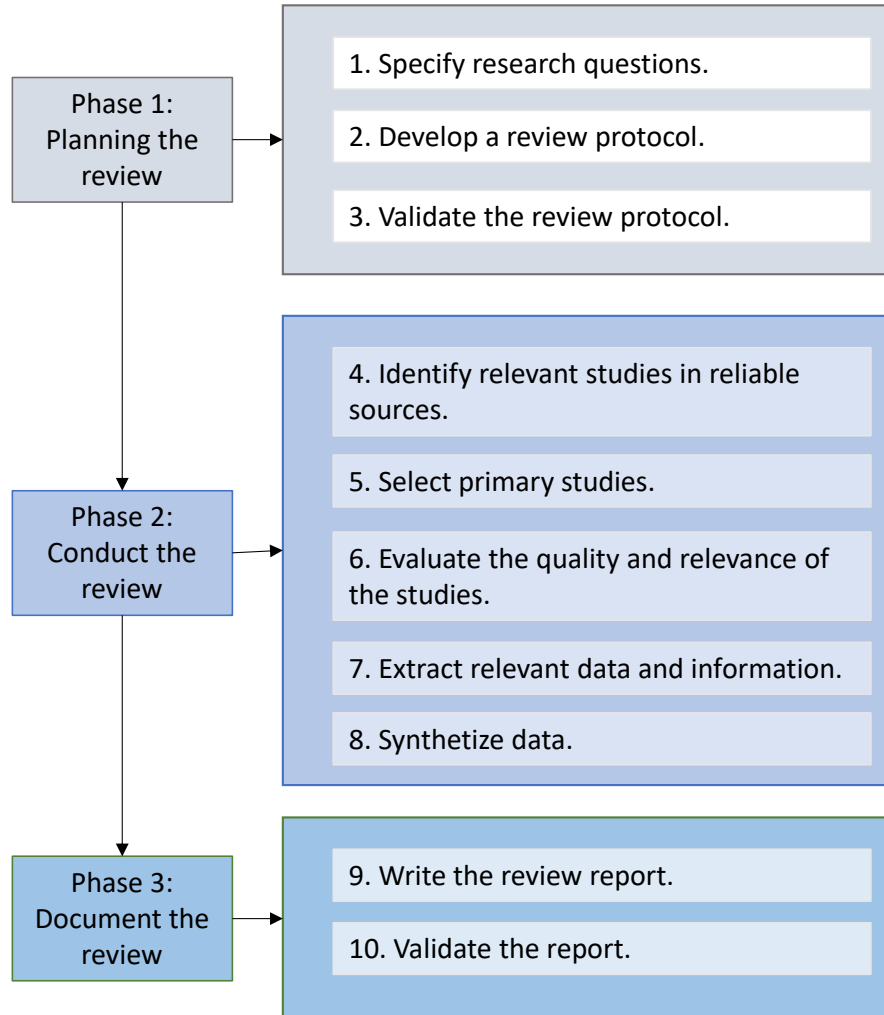 Phase 1:
Planning the
review
1. Specify research questions.
2. Develop a review protocol.
3. Validate the review protocol.
Phase 2:
Conduct the
review
4. Identify relevant studies in reliable
sources.
5. Select primary studies.
6. Evaluate the quality and relevance of
the studies.
7. Extract relevant data and information.
8. Synthetize data.
Phase 3:
Document the
review
9. Write the review report.
10. Validate the report.